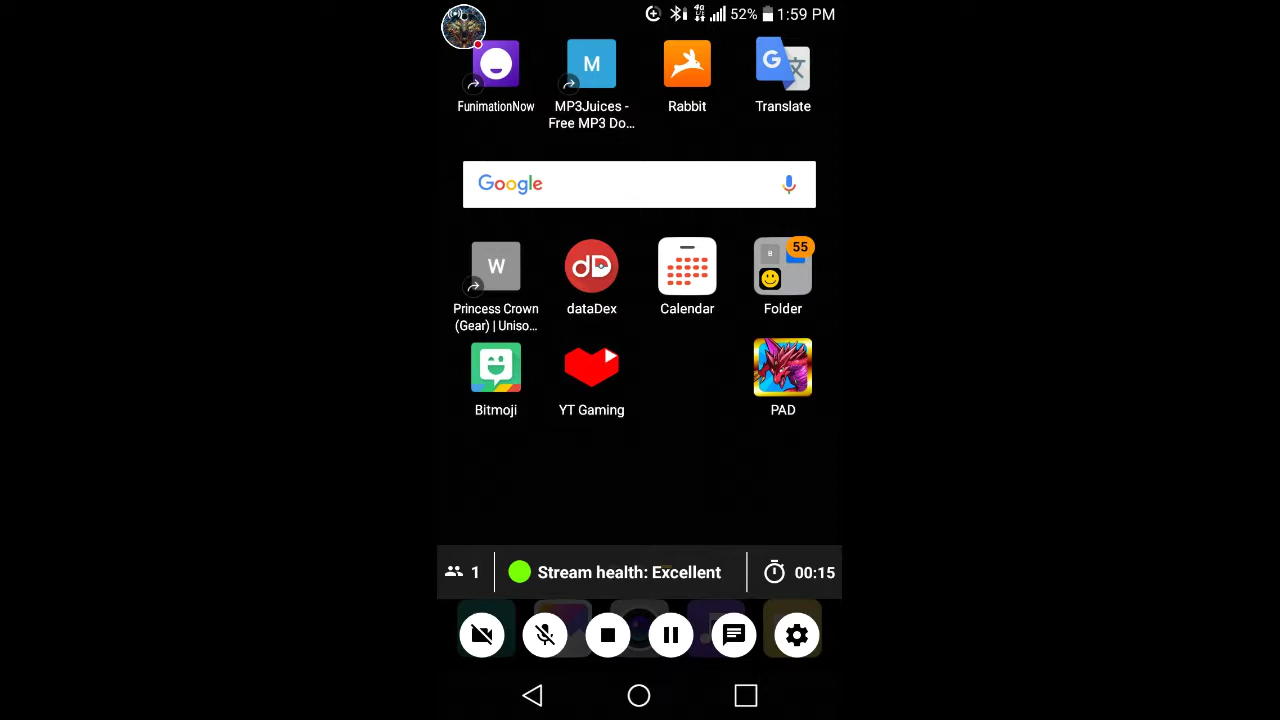 52% 1:59 PM
FunimationNow
MP3Juices -
Free MP3 Do...
M
Rabbit
G
Translate
Google
W
Princess Crown
(Gear) | Uniso...
dD
dataDex
Calendar
B
55
Folder
Bitmoji
YT Gaming
PAD
1
Stream health: Excellent
00:15